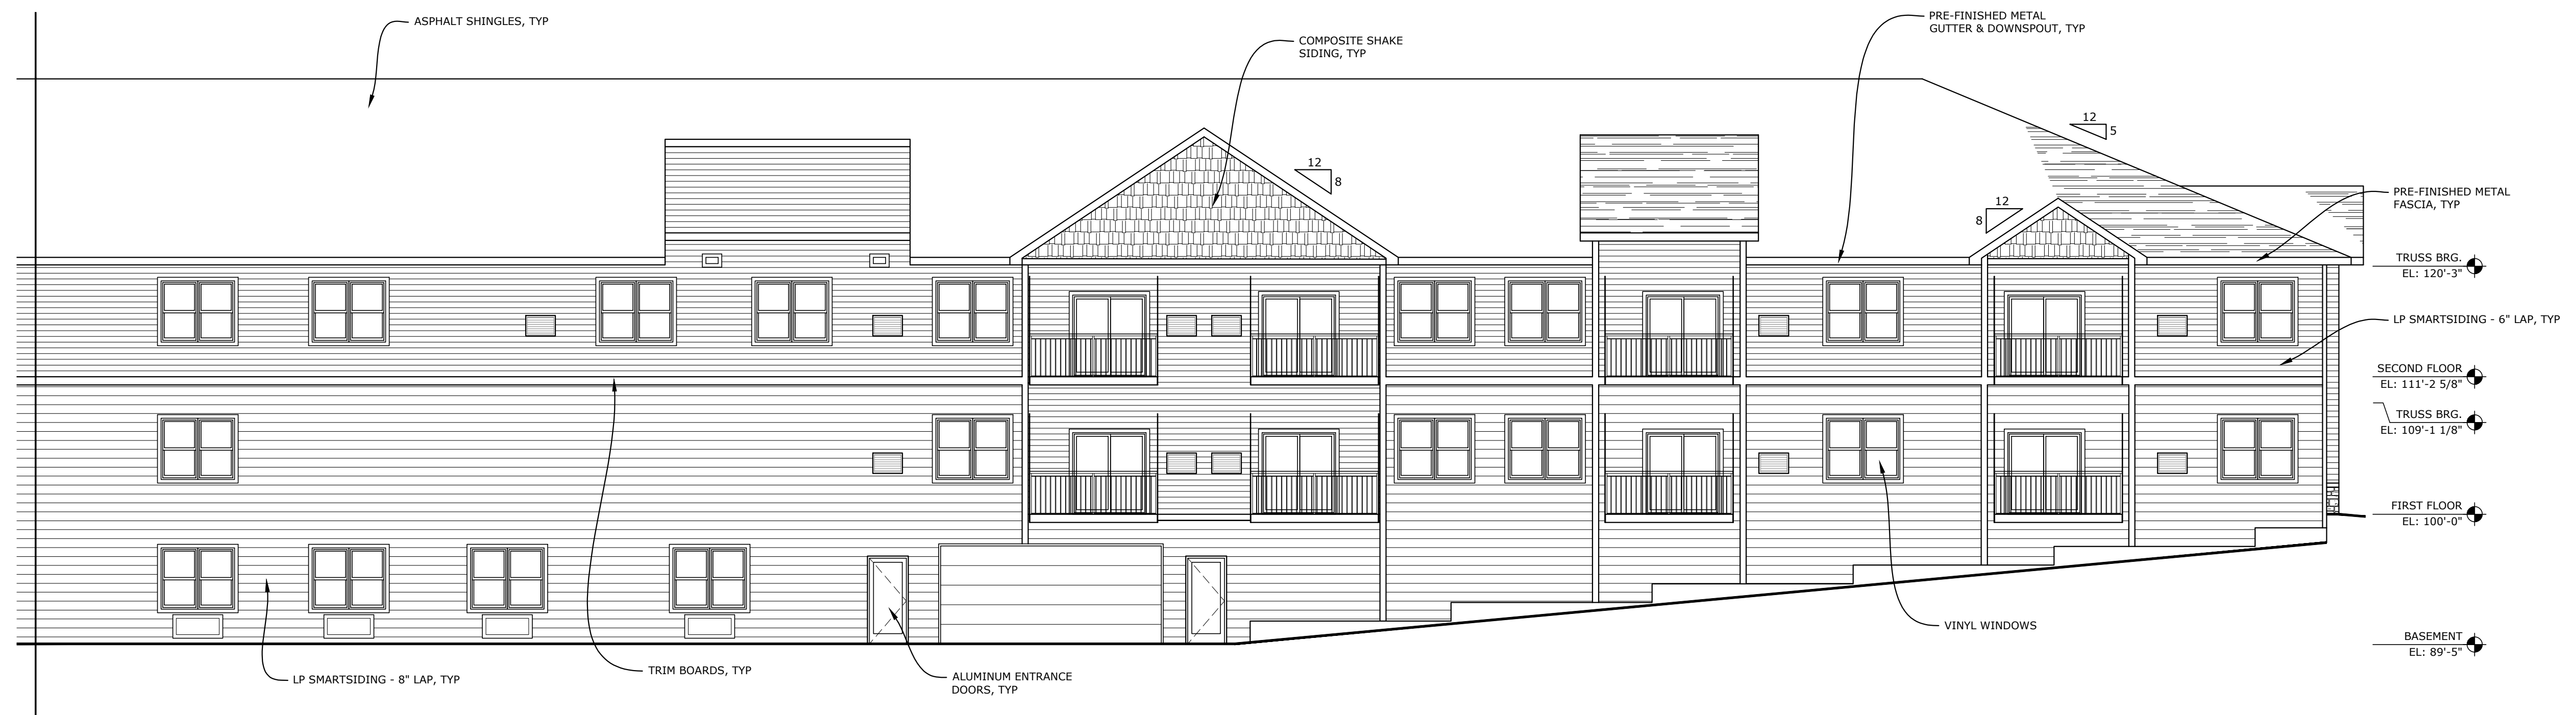 ASPHALT SHINGLES, TYP
COMPOSITE SHAKE
SIDING, TYP
PRE-FINISHED METAL
GUTTER & DOWNSPOUT, TYP
12
5
12
8
12
8
PRE-FINISHED METAL
FASCIA, TYP
TRUSS BRG.
EL: 120'-3"
LP SMARTSIDING - 6" LAP, TYP
SECOND FLOOR
EL: 111'-2 5/8"
TRUSS BRG.
EL: 109'-1 1/8"
FIRST FLOOR
EL: 100'-0"
VINYL WINDOWS
BASEMENT
EL: 89'-5"
TRIM BOARDS, TYP
LP SMARTSIDING - 8" LAP, TYP
ALUMINUM ENTRANCE
DOORS, TYP